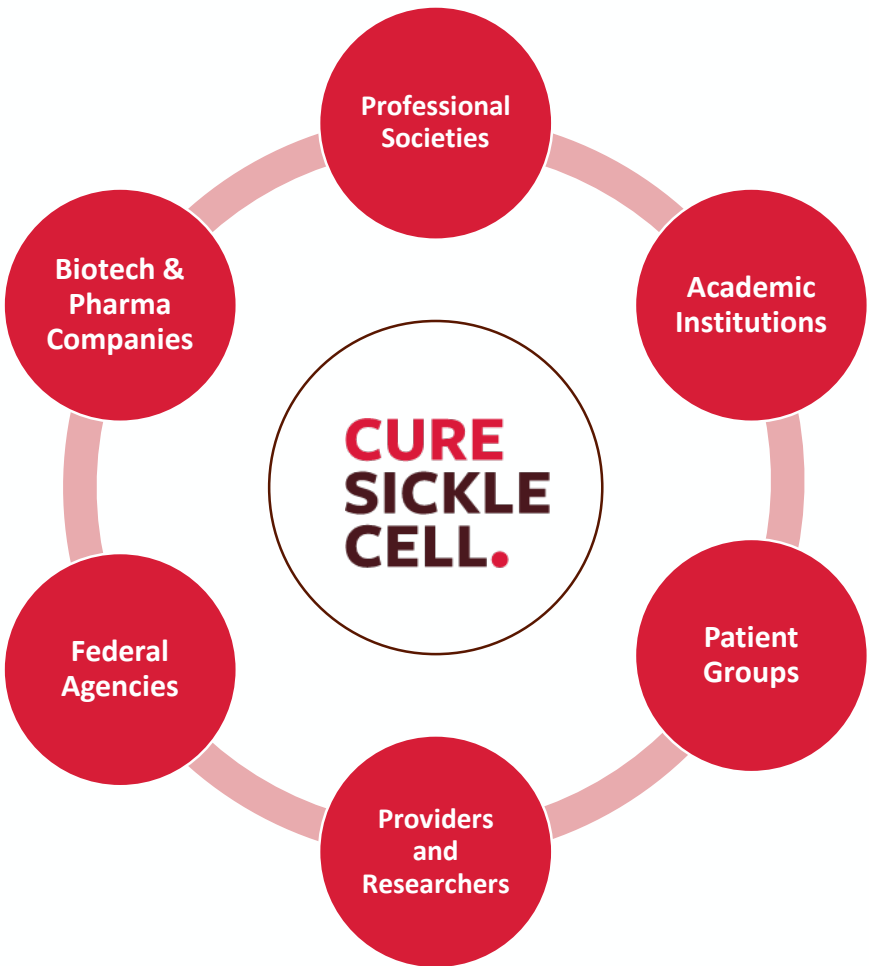 Professional
Societies
Academic
Institutions
Patient
Groups
Providers
and
Researchers
Federal
Agencies
Biotech &
Pharma
Companies
CURE
SICKLE
CELL.